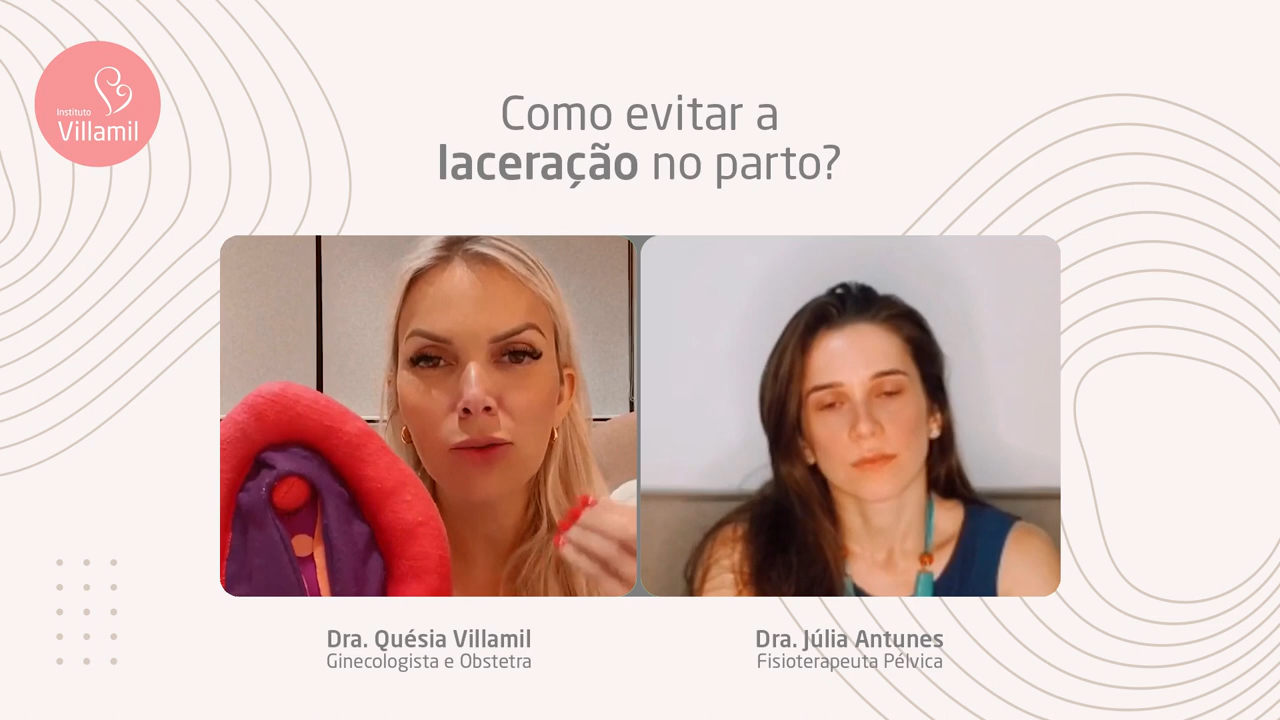 Instituto
Villamil
Como evitar a
laceração no parto?
Dra. Quésia Villamil
Ginecologista e Obstetra
Dra. Júlia Antunes
Fisioterapeuta Pélvica